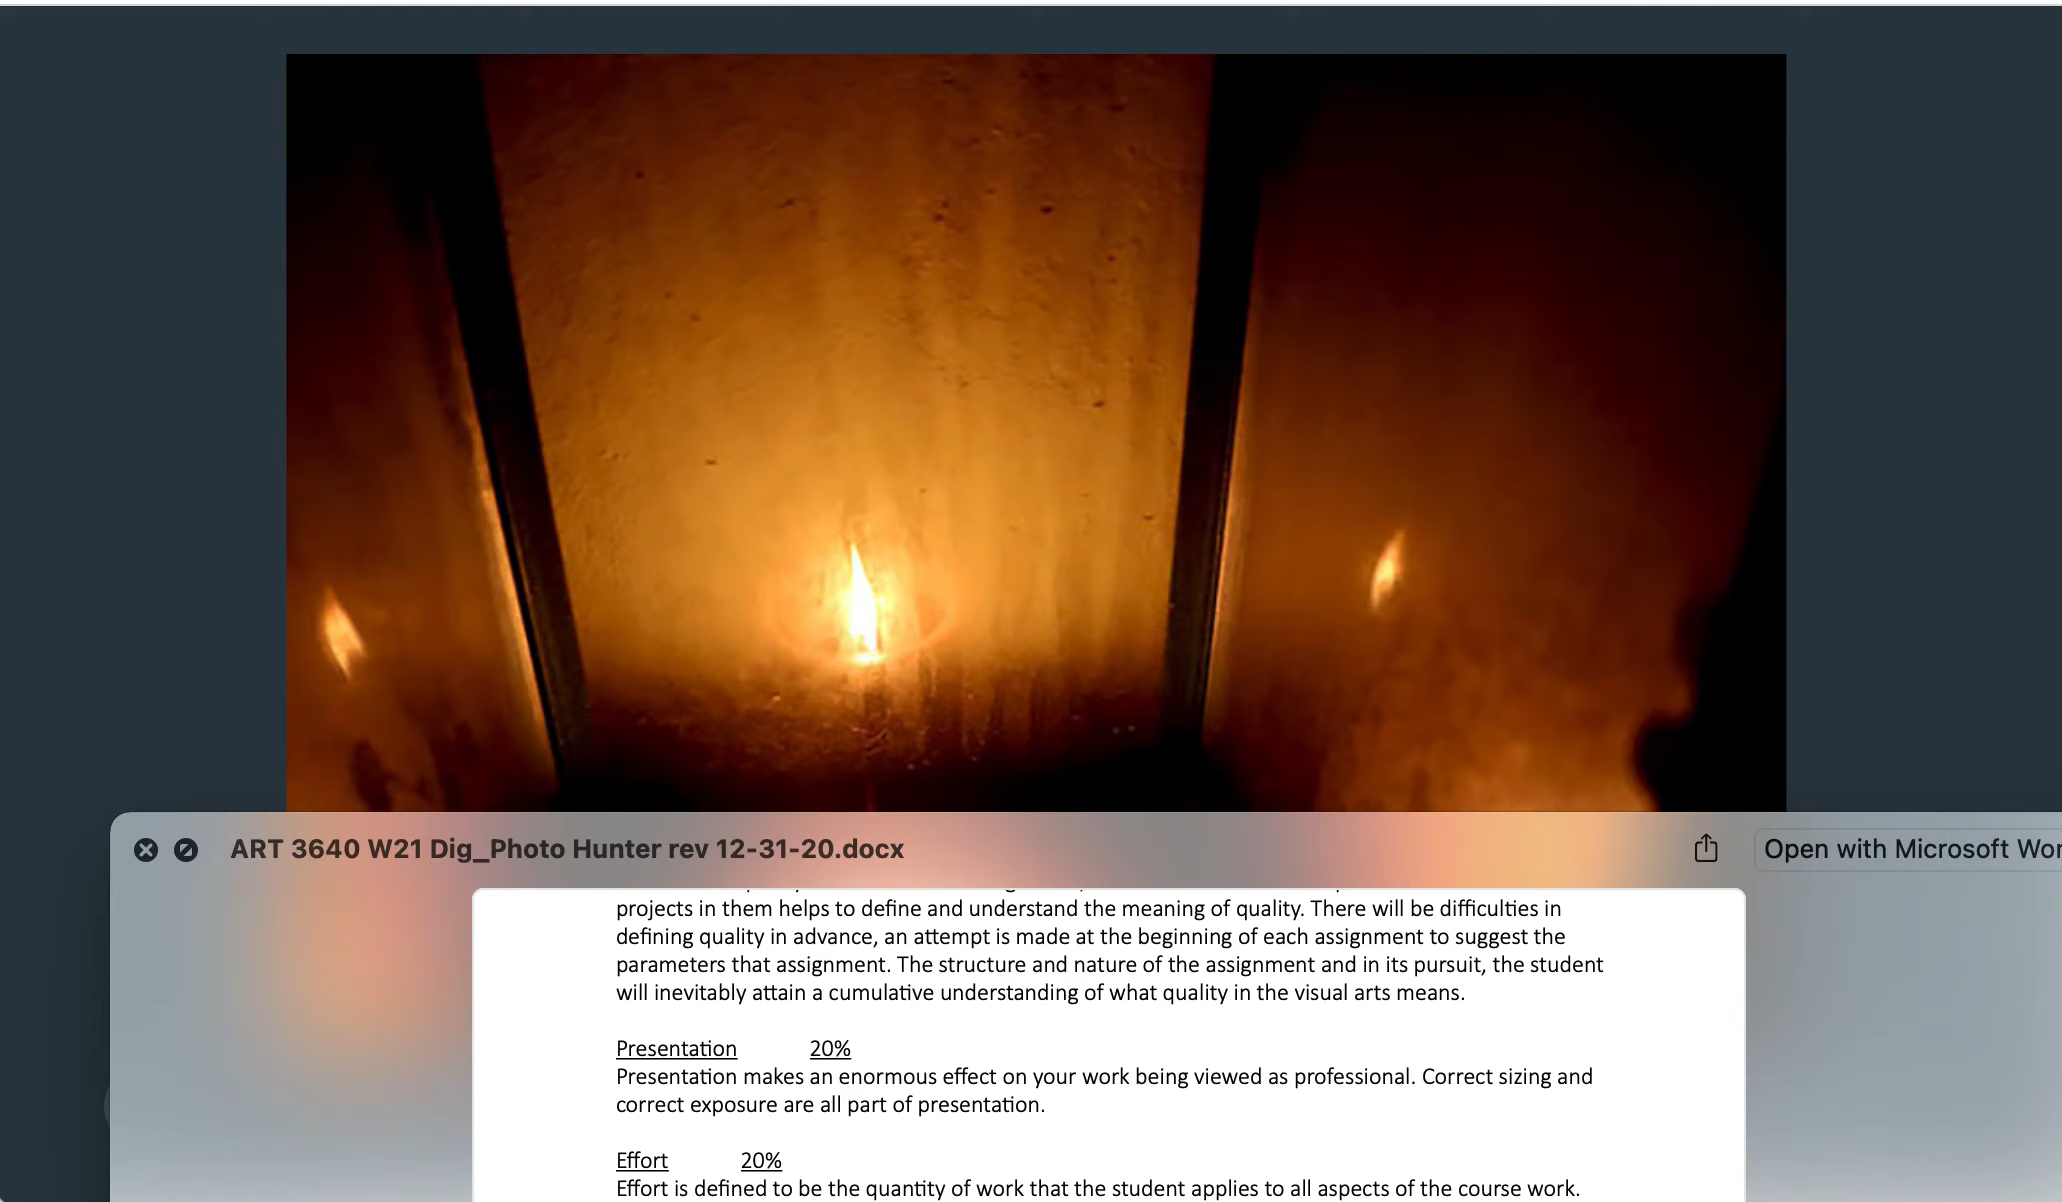 ART 3640 W21 Dig_Photo Hunter rev 12-31-20.docx
Open with Microsoft Wor
projects in them helps to define and understand the meaning of quality. There will be difficulties in
defining quality in advance, an attempt is made at the beginning of each assignment to suggest the
parameters that assignment. The structure and nature of the assignment and in its pursuit, the student
will inevitably attain a cumulative understanding of what quality in the visual arts means.
Presentation 20%
Presentation makes an enormous effect on your work being viewed as professional. Correct sizing and
correct exposure are all part of presentation.
Effort 20%
Effort is defined to be the quantity of work that the student applies to all aspects of the course work.